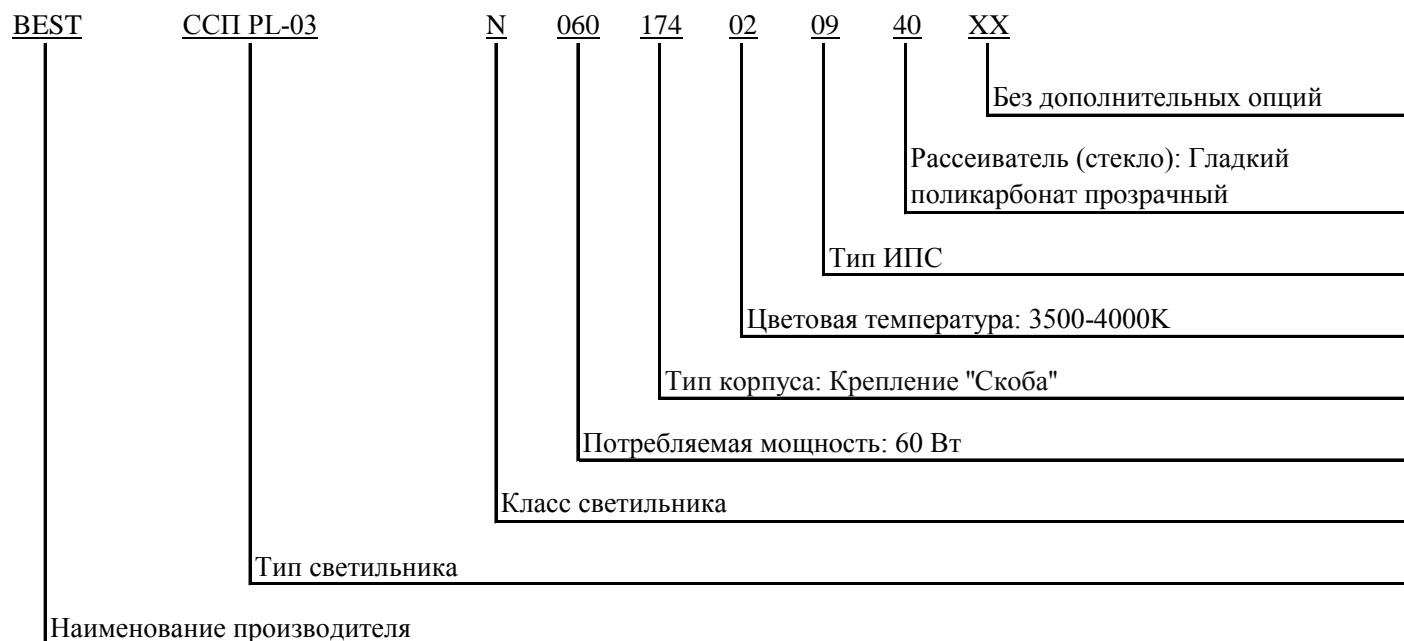 BEST ССП PL-03 N 060 174 02 09 40 XX
Без дополнительных опций
Рассеиватель (стекло): Гладкий
поликарбонат прозрачный
Тип ИПС
Цветовая температура: 3500-4000K
Тип корпуса: Крепление "Скоба"
Потребляемая мощность: 60 Вт
Класс светильника
Тип светильника
Наименование производителя